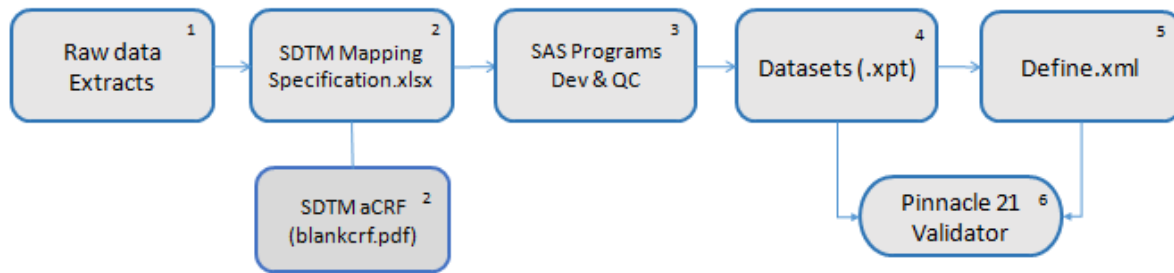 1
Raw data
Extracts
2
SDTM Mapping
Specification.xlsx
3
SAS Programs
Dev & QC
4
Datasets (.xpt)
5
Define.xml
2
SDTM aCRF
(blankcrf.pdf)
6
Pinnacle 21
Validator